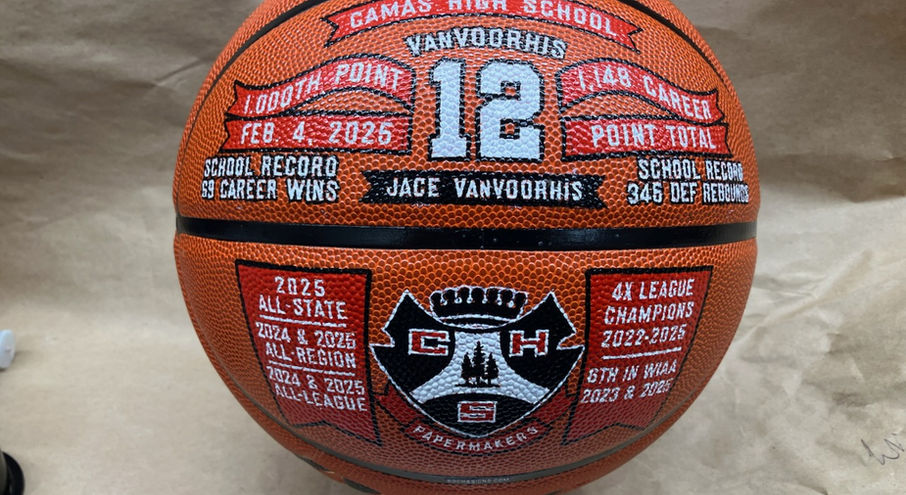 CAMAS HIGH SCHOOL
VANVOORHIS
1,000TH POINT
FEB 4, 2025
12
1,148 CAREER
POINT TOTAL
SCHOOL RECORD
69 CAREER WINS
JACE VANVOORHIS
SCHOOL RECORD
345 DEF REBOUNDS
2025
ALL-STATE
2024 & 2025
ALL-REGION
2024 & 2025
ALL-LEAGUE
C H
S
PAPERMAKERS
4X LEAGUE
CHAMPIONS
2022-2025
6TH IN WIAA
2023 & 2025